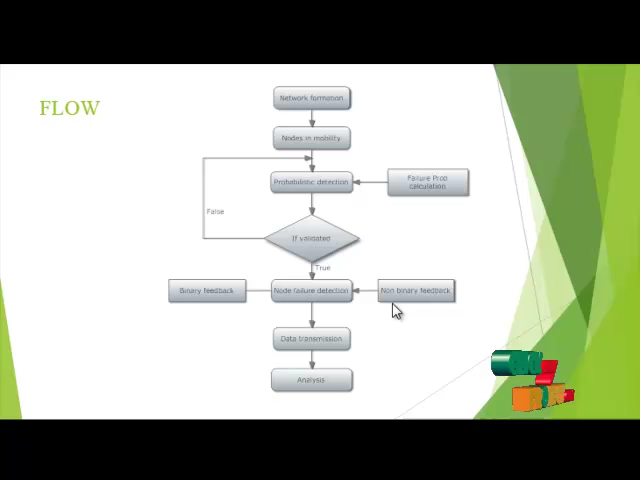 FLOW
Network formation
Nodes in mobility
Probabilistic detection
Failure Prop
calculation
False
If validated
True
Binary feedback
Node failure detection
Non binary feedback
Data transmission
Analysis